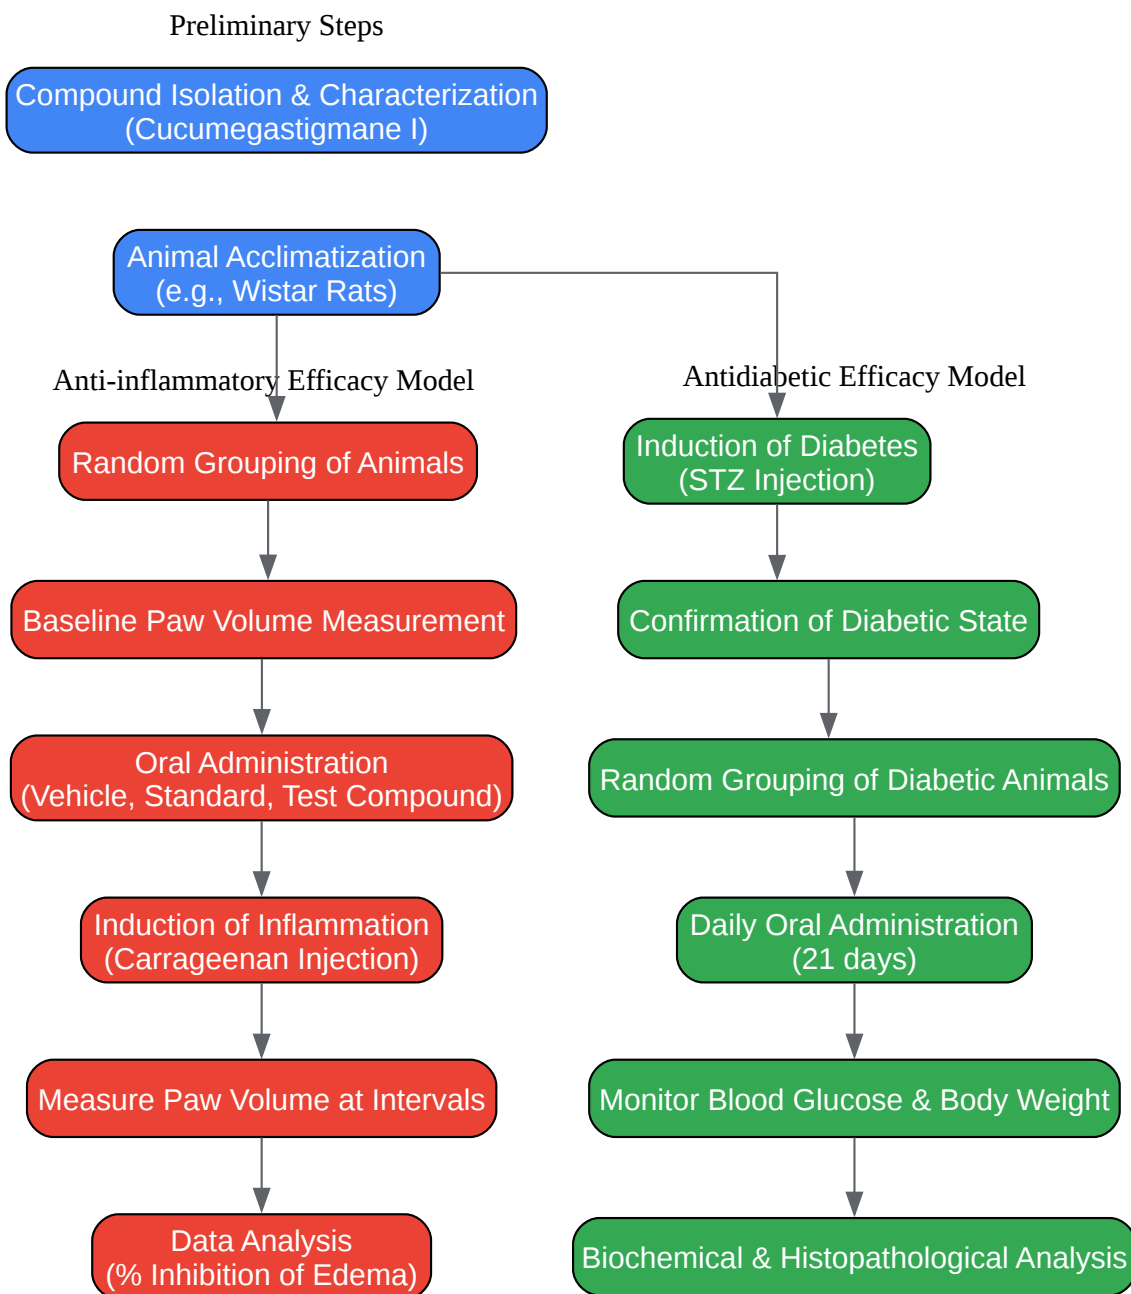 Preliminary Steps
Compound Isolation & Characterization
(Cucumegastigmane I)
Animal Acclimatization
(e.g., Wistar Rats)
Anti-inflammatory Efficacy Model
Random Grouping of Animals
Baseline Paw Volume Measurement
Oral Administration
(Vehicle, Standard, Test Compound)
Induction of Inflammation
(Carrageenan Injection)
Measure Paw Volume at Intervals
Data Analysis
(% Inhibition of Edema)
Antidiabetic Efficacy Model
Induction of Diabetes
(STZ Injection)
Confirmation of Diabetic State
Random Grouping of Diabetic Animals
Daily Oral Administration
(21 days)
Monitor Blood Glucose & Body Weight
Biochemical & Histopathological Analysis